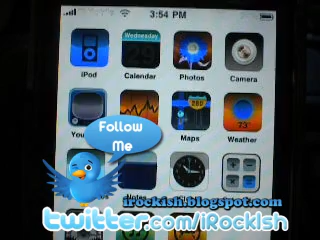 3:54 PM
Wednesday
iPod
Calendar
Photos
Camera
280
73°
Maps
Weather
Follow
Me
Notes
irockish.blogspot.com
twitter.com/iRockIsh